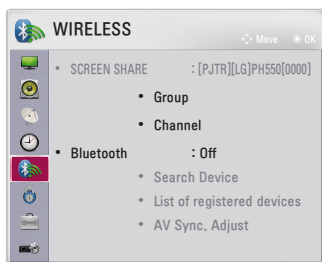 WIRELESS
Move OK
• SCREEN SHARE : [PJTR][LG]PH550[0000]
• Group
• Channel
• Bluetooth : Off
• Search Device
• List of registered devices
• AV Sync. Adjust